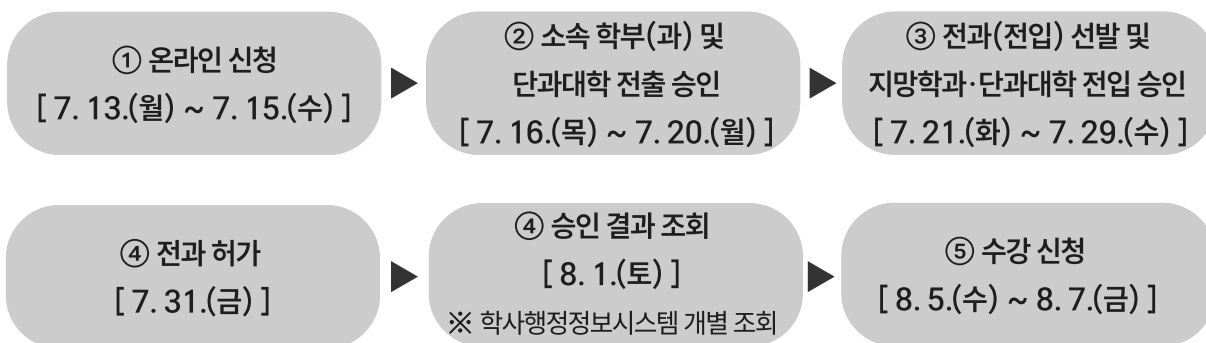 ① 온라인 신청
[ 7. 13.(월) ~ 7. 15.(수) ]
② 소속 학부(과) 및
단과대학 전출 승인
[ 7. 16.(목) ~ 7. 20.(월) ]
③ 전과(전입) 선발 및
지망학과·단과대학 전입 승인
[ 7. 21.(화) ~ 7. 29.(수) ]
④ 전과 허가
[ 7. 31.(금) ]
④ 승인 결과 조회
[ 8. 1.(토) ]
※ 학사행정정보시스템 개별 조회
⑤ 수강 신청
[ 8. 5.(수) ~ 8. 7.(금) ]